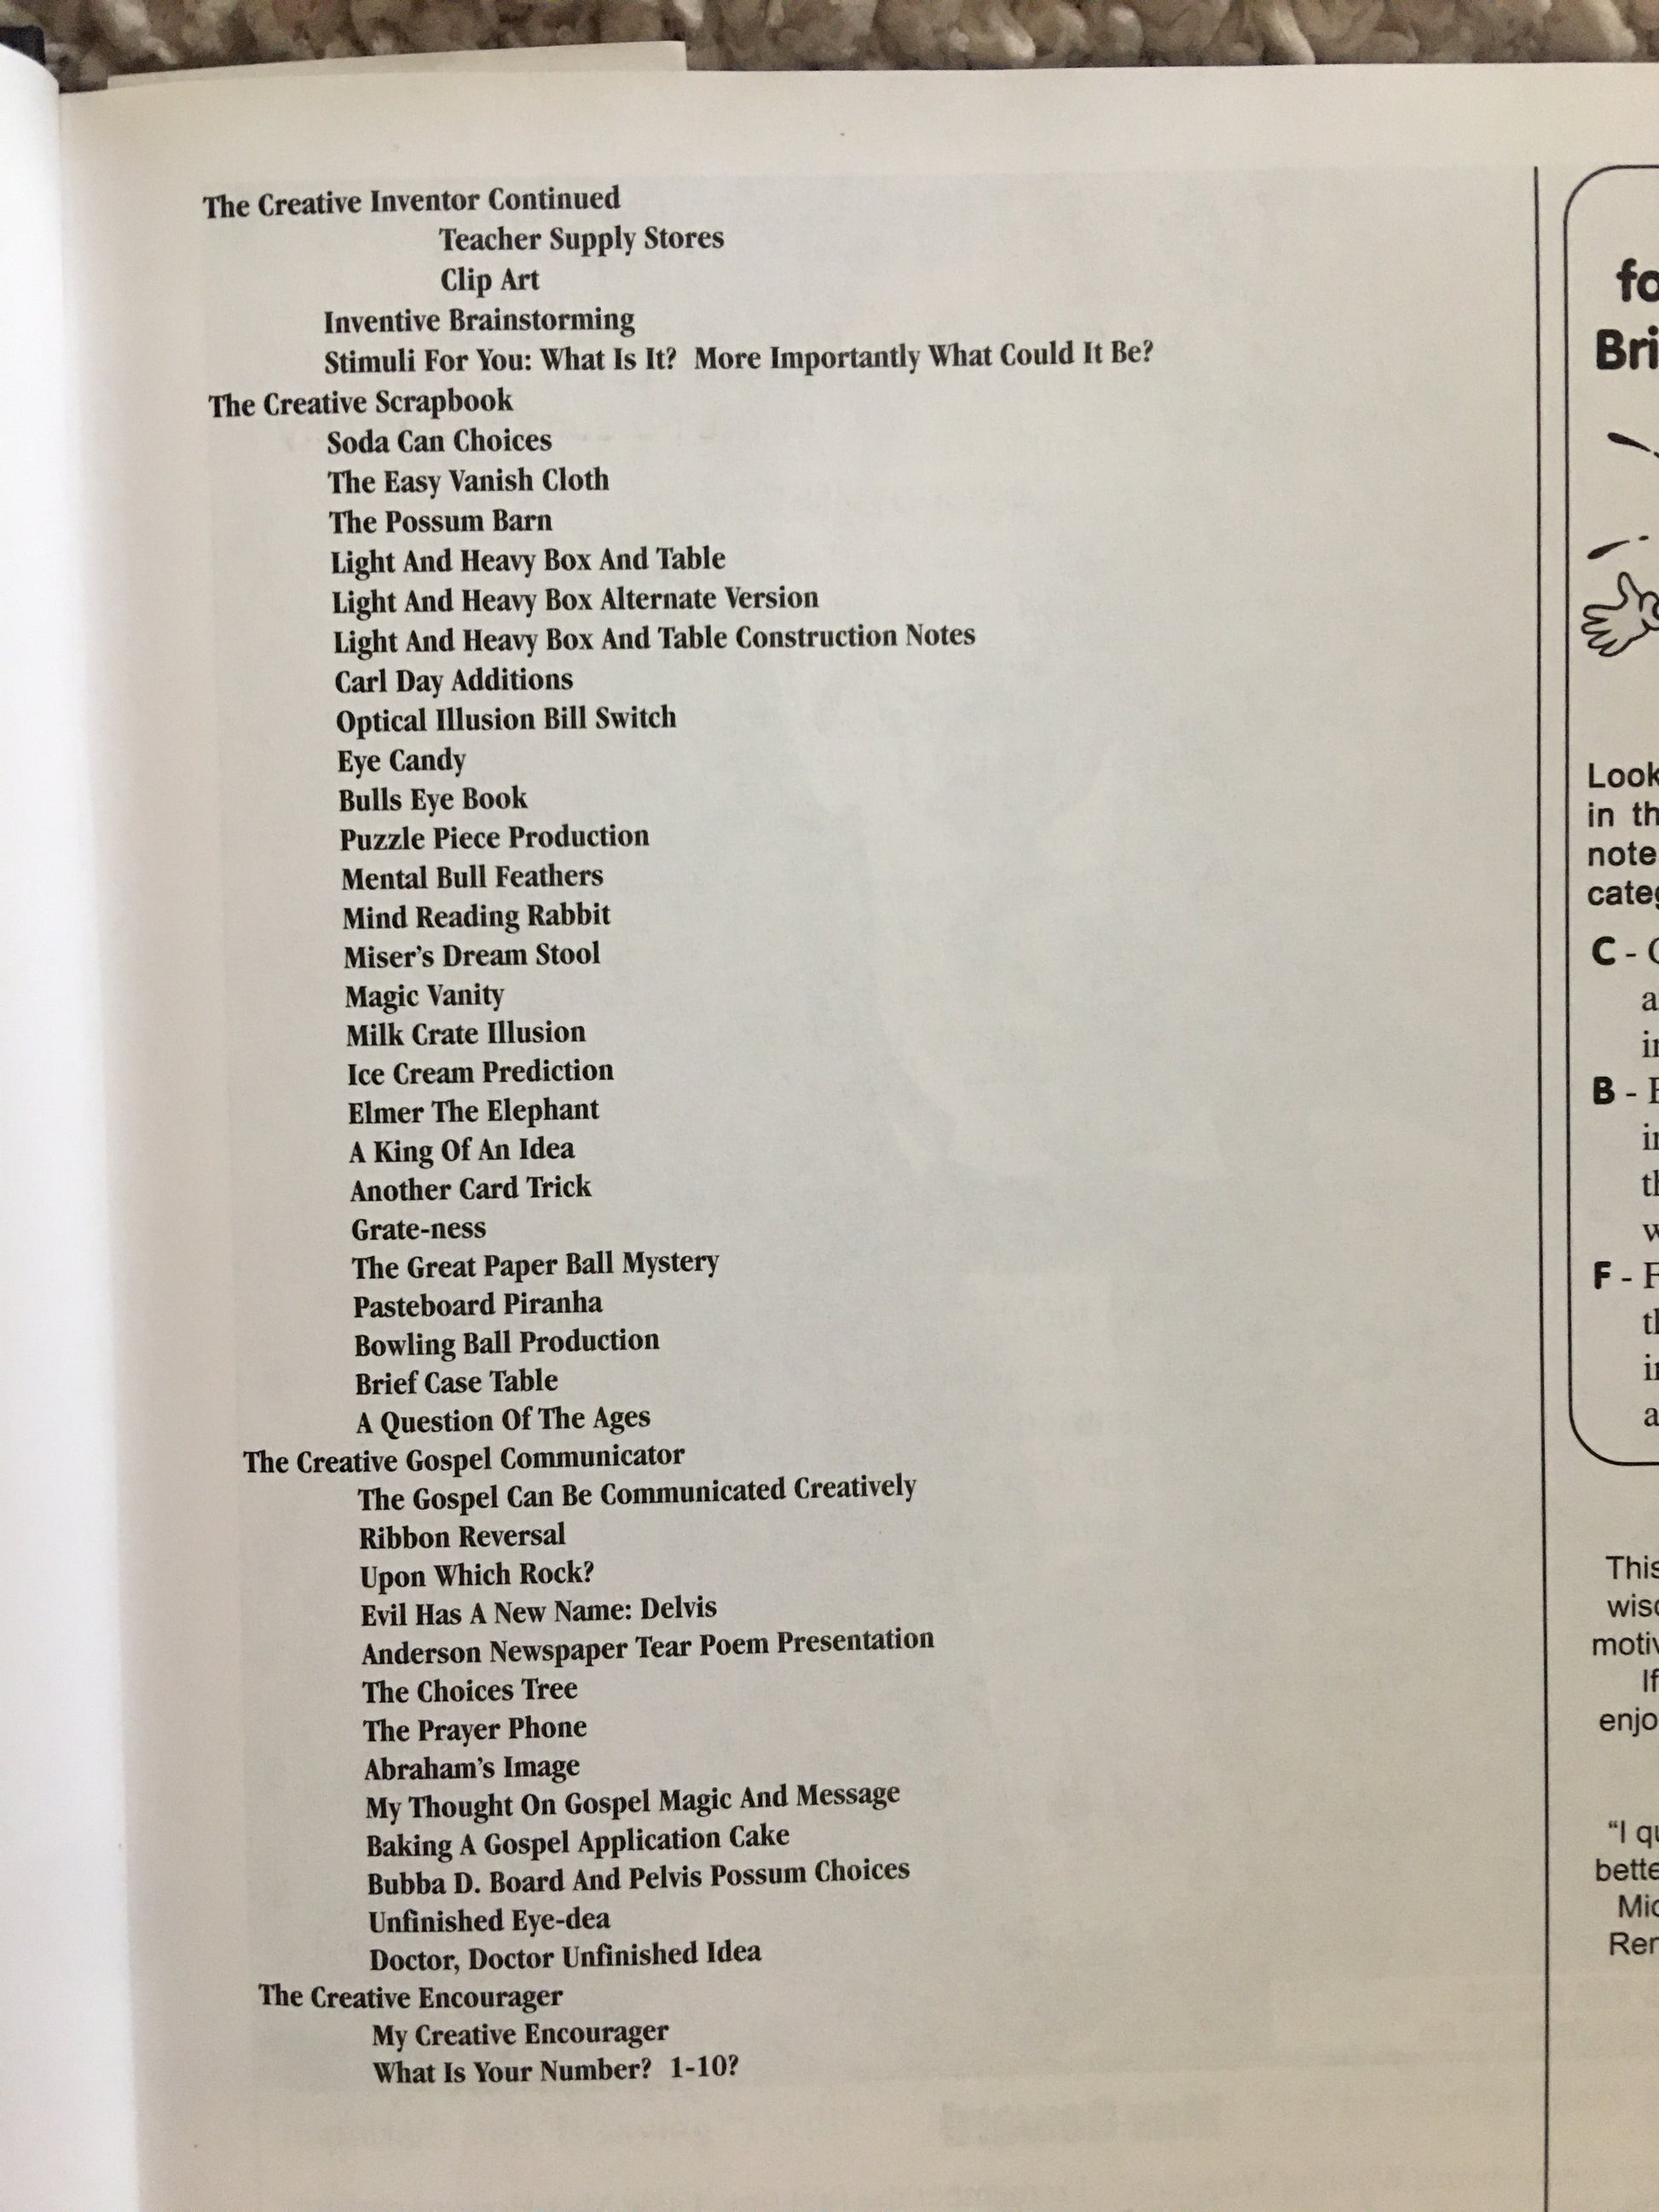 The Creative Inventor Continued
Teacher Supply Stores
Clip Art
Inventive Brainstorming
Stimuli For You: What Is It? More Importantly What Could It Be?
The Creative Scrapbook
Soda Can Choices
The Easy Vanish Cloth
The Possum Barn
Light And Heavy Box And Table
Light And Heavy Box Alternate Version
Light And Heavy Box And Table Construction Notes
Carl Day Additions
Optical Illusion Bill Switch
Eye Candy
Bulls Eye Book
Puzzle Piece Production
Mental Bull Feathers
Mind Reading Rabbit
Miser's Dream Stool
Magic Vanity
Milk Crate Illusion
Ice Cream Prediction
Elmer The Elephant
A King Of An Idea
Another Card Trick
Grate-ness
The Great Paper Ball Mystery
Pasteboard Piranha
Bowling Ball Production
Brief Case Table
A Question Of The Ages
The Creative Gospel Communicator
The Gospel Can Be Communicated Creatively
Ribbon Reversal
Upon Which Rock?
Evil Has A New Name: Delvis
Anderson Newspaper Tear Poem Presentation
The Choices Tree
The Prayer Phone
Abraham's Image
My Thought On Gospel Magic And Message
Baking A Gospel Application Cake
Bubba D. Board And Pelvis Possum Choices
Unfinished Eye-dea
Doctor, Doctor Unfinished Idea
The Creative Encourager
My Creative Encourager
What Is Your Number? 1-10?
Look
in
note
C -
B -
F -
This
If